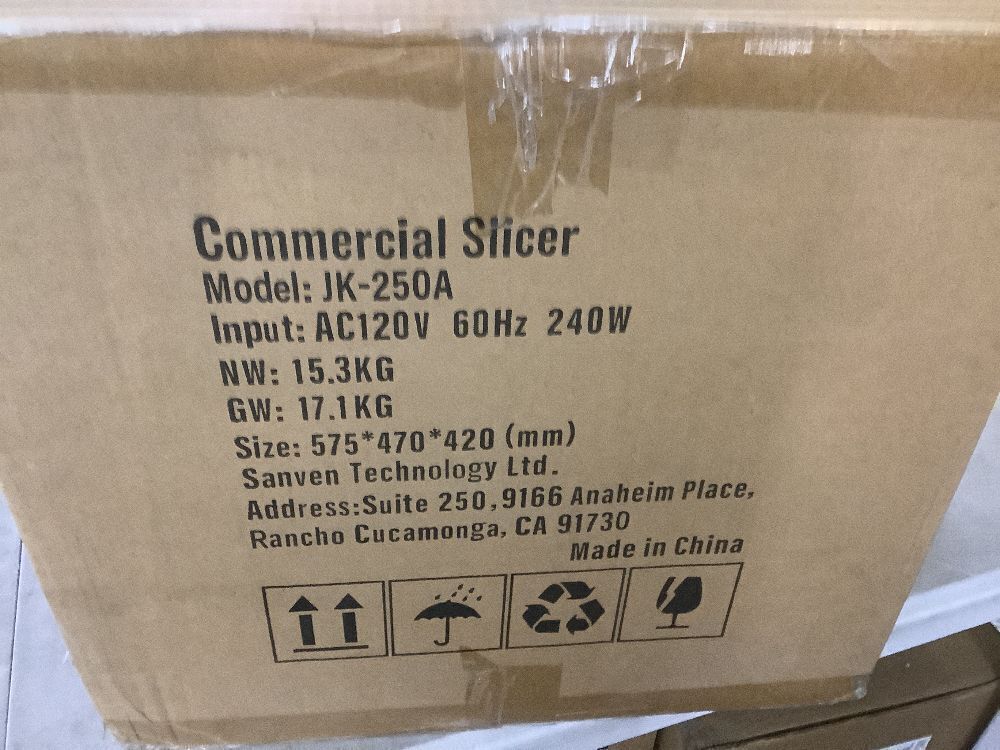 Commercial Slicer
Model: JK-250A
Input: AC120V 60Hz 240W
NW: 15.3KG
GW: 17.1KG
Size: 575*470*420 (mm)
Sanven Technology Ltd.
Address:Suite 250,9166 Anaheim Place,
Rancho Cucamonga, CA 91730
Made in China